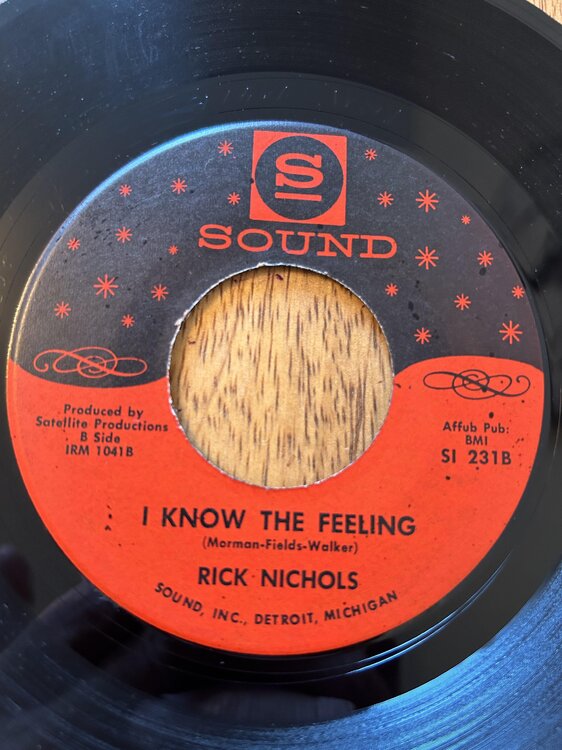 S
SOUND
Produced by
Satellite Productions
B Side
IRM 1041B
Affub Pub:
BMI
SI 231B
I KNOW THE FEELING
(Morman-Fields-Walker)
RICK NICHOLS
SOUND, INC., DETROIT, MICHIGAN